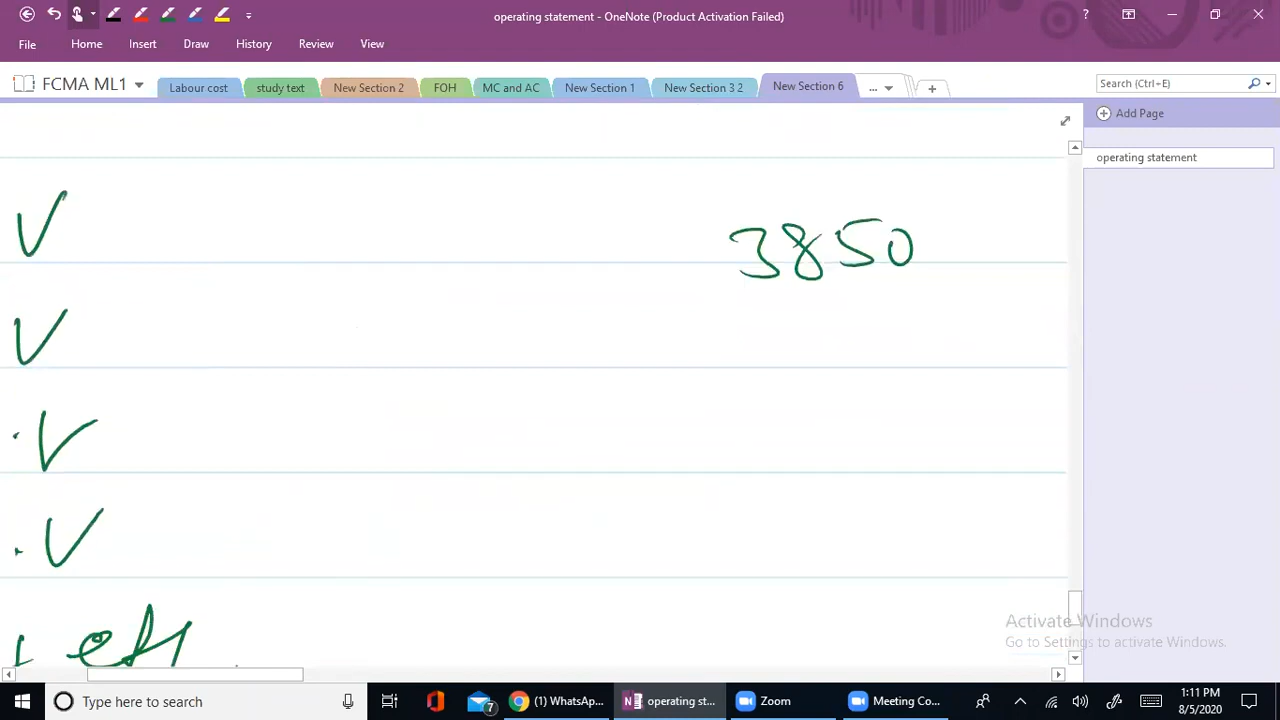 operating statement - OneNote (Product Activation Failed)
?
File Home Insert Draw History Review View
FCMA ML1 Labour cost study text New Section 2 FOH MC and AC New Section 1 New Section 3 2 New Section 6 ... Search (Ctrl+E)
Add Page
operating statement
V
3850
V
V
V
eff
Activate Windows
Go to Settings to activate Windows.
Type here to search
7
(1) WhatsApp...
operating st...
Zoom
Meeting Co...
1:11 PM
8/5/2020